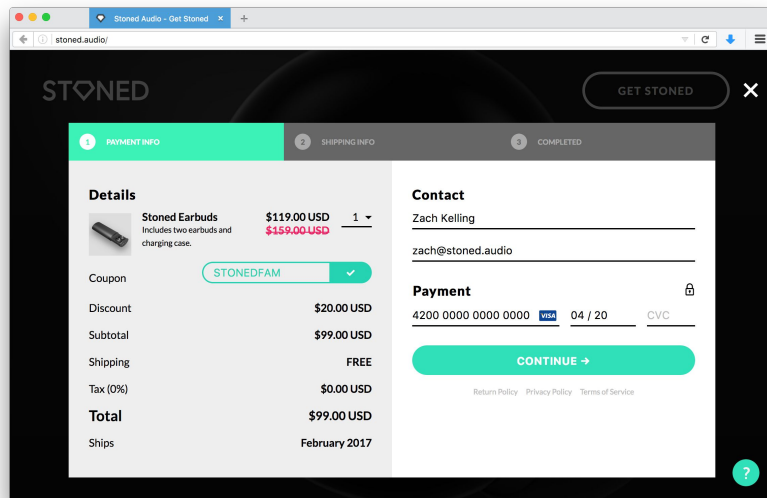 Stoned Audio - Get Stoned × +
stoned.audio/
STONED
GET STONED ×
1 PAYMENT INFO 2 SHIPPING INFO 3 COMPLETED
Details
Stoned Earbuds $119.00 USD 1
Includes two earbuds and charging case. $159.00 USD
Coupon STONEDFAM
Discount $20.00 USD
Subtotal $99.00 USD
Shipping FREE
Tax (0%) $0.00 USD
Total $99.00 USD
Ships February 2017
Contact
Zach Kelling
zach@stoned.audio
Payment
4200 0000 0000 0000 VISA 04 / 20 CVC
CONTINUE →
Return Policy Privacy Policy Terms of Service
?